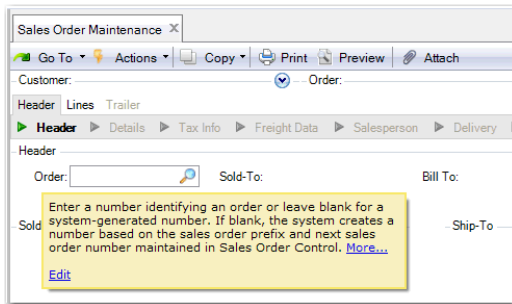 Sales Order Maintenance X
Go To Actions Copy Print Preview Attach
Customer: Order:
Header Lines Trailer
Header Details Tax Info Freight Data Salesperson Delivery
Header
Order: Sold-To: Bill To:
Enter a number identifying an order or leave blank for a
system-generated number. If blank, the system creates a
number based on the sales order prefix and next sales
order number maintained in Sales Order Control. More...
Edit
Sold
Ship-To